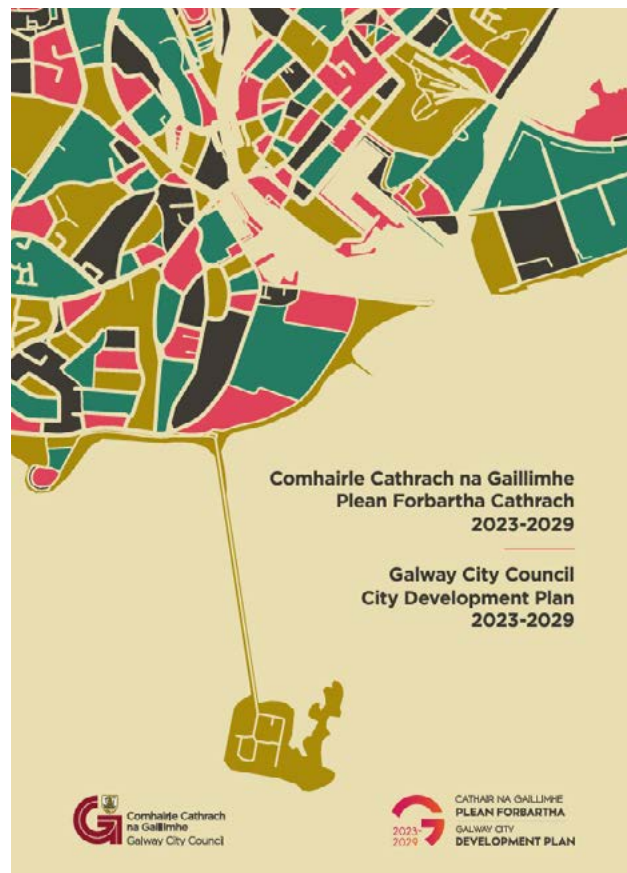 Comhairle Cathrach na Gaillimhe
Plean Forbartha Cathrach
2023-2029
Galway City Council
City Development Plan
2023-2029
Comhairle Cathrach
na Gaillimhe
Galway City Council
2023-
2029
CATHAIR NA GAILLIMHE
PLEAN FORBARTHA
GALWAY CITY
DEVELOPMENT PLAN